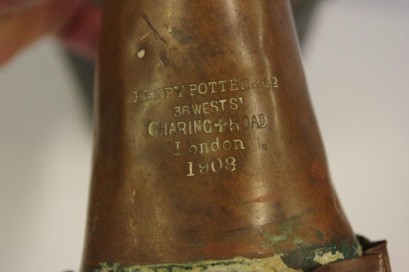 HENRY POTTER & Co
36 WEST ST
CHARING + ROAD
London
1908